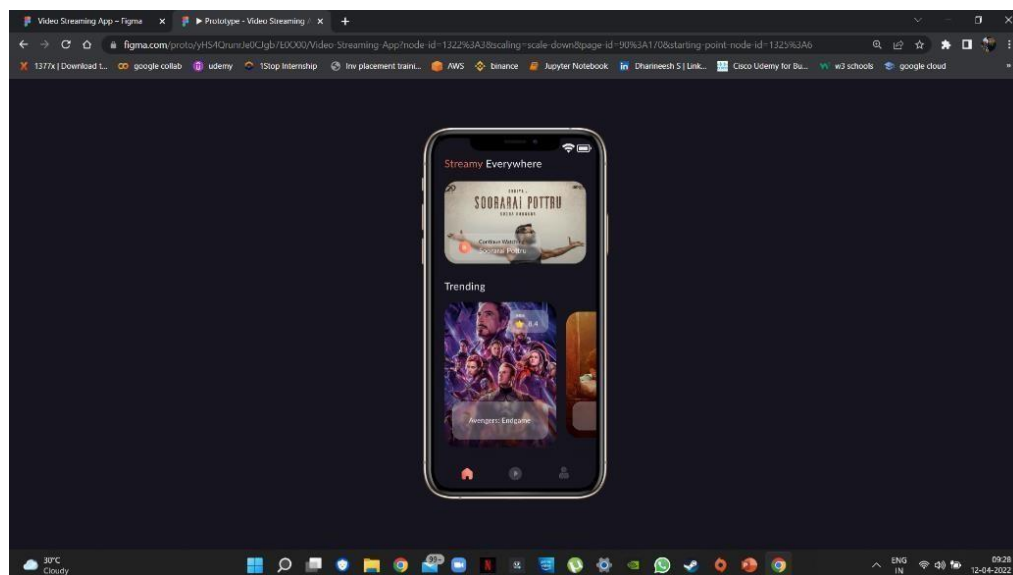 Video Streaming App – Figma
Prototype - Video Streaming A
figma.com/proto/yHS4QrunrJe0CJgb7E0O00/Video-Streaming-App?node-id=1322%3A3&scaling=scale-down&page-id=90%3A170&starting-point-node-id=1325%3A6
1377x | Download t... google collab udemy 1Stop Internship Inv placement traini... AWS binance Jupyter Notebook Dharineesh S | Link... Cisco Udemy for Bu... w3 schools google cloud
Streamy Everywhere
SOORARAI POTTRU
Continue Watching
Soorarai Pottru
Trending
8.4
Avengers: Endgame
30°C
Cloudy
99+
ENG
IN
09:28
12-04-2022